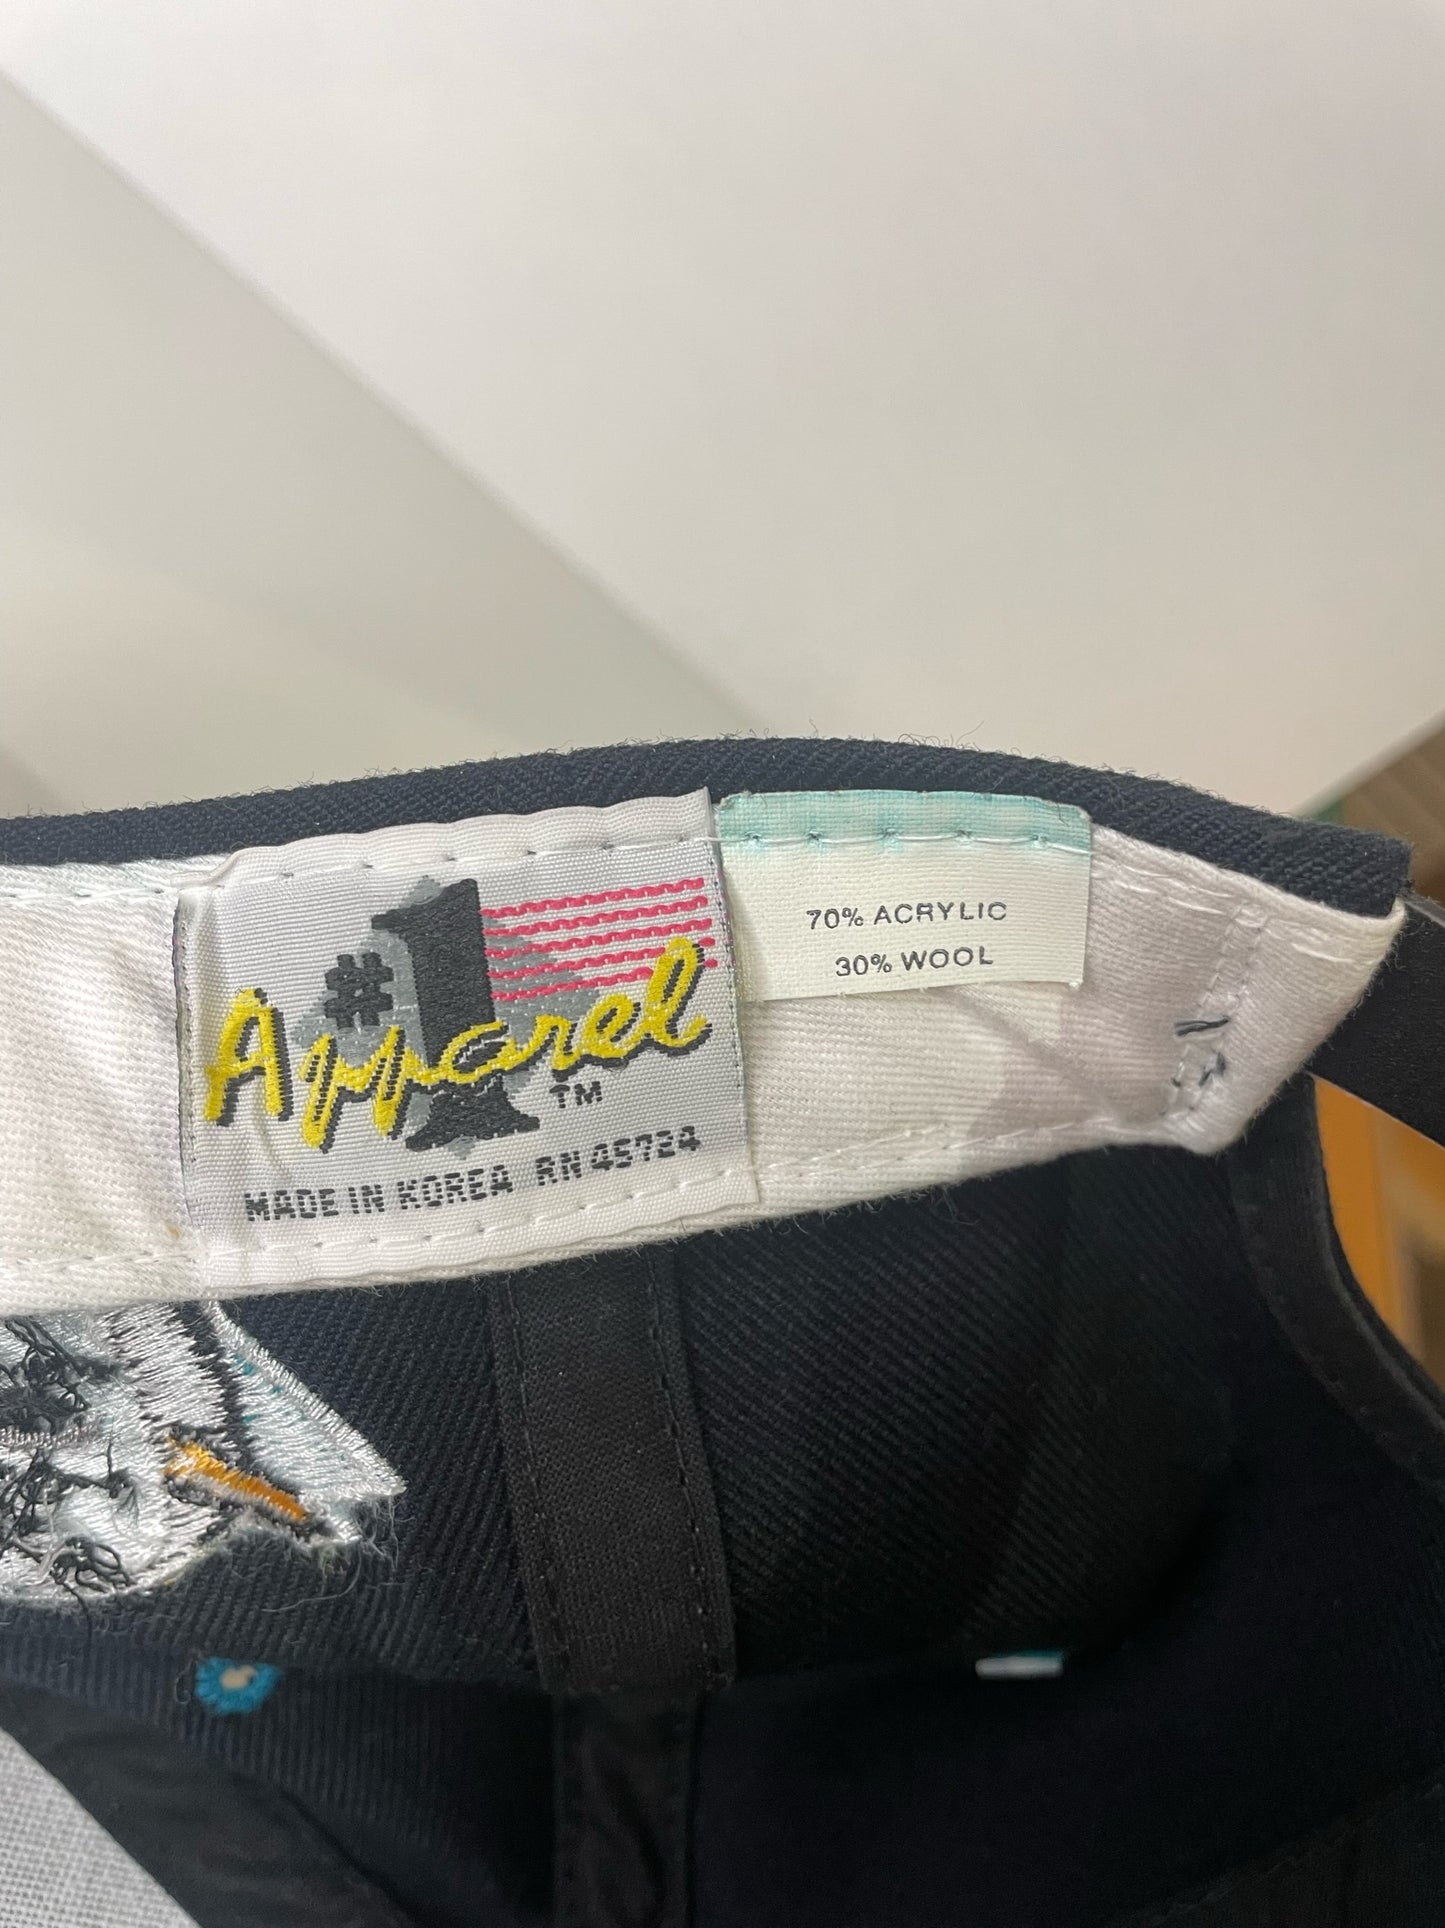 #1
Apparel
TM
MADE IN KOREA RN 45724
70% ACRYLIC
30% WOOL